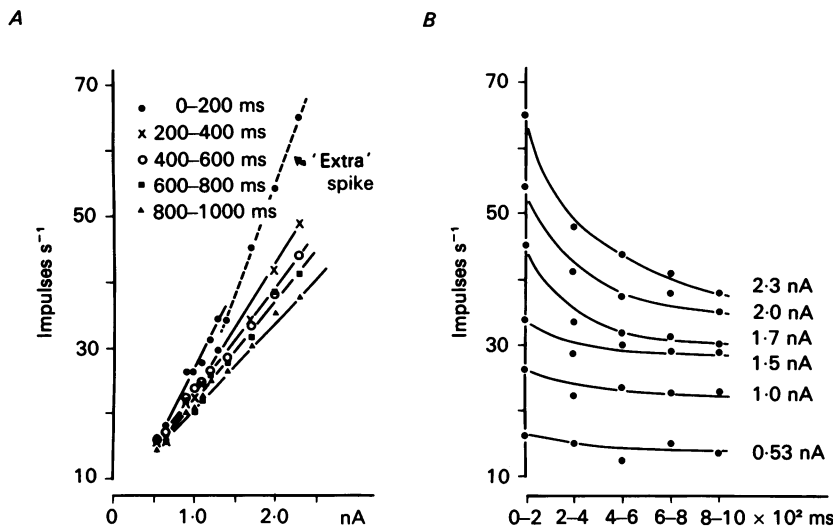 A
70
50
30
10
Impulses s⁻¹
● 0–200 ms
× 200–400 ms
○ 400–600 ms
■ 600–800 ms
▲ 800–1000 ms
'Extra'
spike
0 1·0 2·0 nA
B
70
50
30
10
Impulses s⁻¹
2·3 nA
2·0 nA
1·7 nA
1·5 nA
1·0 nA
0·53 nA
0–2 2–4 4–6 6–8 8–10 × 10² ms